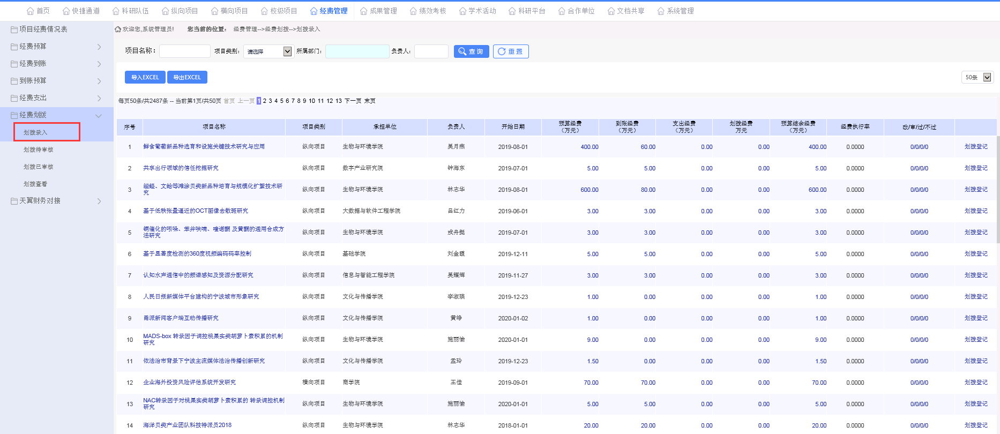 首页 快捷通道 科研队伍 纵向项目 横向项目 校级项目 经费管理 成果管理 绩效考核 学术活动 科研平台 合作单位 文档共享 系统管理
项目经费情况表
经费预算
经费到账
到账预算
经费支出
经费划拨
划拨录入
划拨待审核
划拨已审核
划拨查看
天翼财务对接
欢迎您,系统管理员! 您当前的位置： 经费管理-->经费划拨-->划拨录入
项目名称： 项目类别： 请选择 所属部门： 负责人： 查 询 重 置
导入EXCEL 导出EXCEL 50条
每页50条/共2487条 -- 当前第1页/共50页 首页 上一页 1 2 3 4 5 6 7 8 9 10 11 12 13 下一页 末页
序号 项目名称 项目类别 承担单位 负责人 开始日期 预算经费（万元） 到账经费（万元） 支出经费（万元） 划拨经费 万元 预算结余经费（万元） 经费执行率 改/审/过/不过
1 鲜食葡萄新品种选育和设施关键技术研究与应用 纵向项目 生物与环境学院 吴月燕 2019-08-01 400.00 60.00 0.00 0.00 400.00 0.0000 0/0/0/0 划拨登记
2 共享出行领域的信任挖掘研究 纵向项目 数字产业研究院 钟海东 2019-07-01 5.00 5.00 0.00 0.00 5.00 0.0000 0/0/0/0 划拨登记
3 缢蛏、文蛤等滩涂贝类新品种培育与规模化扩繁技术研究 纵向项目 生物与环境学院 林志华 2019-08-01 600.00 80.00 0.00 0.00 600.00 0.0000 0/0/0/0 划拨登记
4 基于低秩张量逼近的OCT图像去散斑研究 纵向项目 大数据与软件工程学院 吕红力 2019-06-01 3.00 3.00 0.00 0.00 3.00 0.0000 0/0/0/0 划拨登记
5 铜催化的吲哚、苯并呋喃、喹诺酮 及黄酮的通用合成方法研究 纵向项目 生物与环境学院 戎舟挺 2019-07-01 3.00 3.00 0.00 0.00 3.00 0.0000 0/0/0/0 划拨登记
6 基于显著度检测的360度视频编码码率控制 纵向项目 基础学院 刘金霞 2019-12-11 5.00 5.00 0.00 0.00 5.00 0.0000 0/0/0/0 划拨登记
7 认知水声通信中的频谱感知及资源分配研究 纵向项目 信息与智能工程学院 吴耀辉 2019-11-27 3.00 3.00 0.00 0.00 3.00 0.0000 0/0/0/0 划拨登记
8 人民日报新媒体平台建构的宁波城市形象研究 纵向项目 文化与传播学院 李淑瑛 2019-12-23 1.00 0.00 0.00 0.00 1.00 0.0000 0/0/0/0 划拨登记
9 甬派新闻客户端互动传播研究 纵向项目 文化与传播学院 黄峥 2020-01-02 1.00 0.00 0.00 0.00 1.00 0.0000 0/0/0/0 划拨登记
10 MADS-box 转录因子调控桃果实类胡萝卜素积累的机制研究 纵向项目 生物与环境学院 施丽愉 2020-01-01 9.00 0.00 0.00 0.00 9.00 0.0000 0/0/0/0 划拨登记
11 依法治市背景下宁波主流媒体法治传播创新研究 纵向项目 文化与传播学院 孟玲 2019-12-23 1.50 0.00 0.00 0.00 1.50 0.0000 0/0/0/0 划拨登记
12 企业海外投资风险评估系统开发研究 横向项目 商学院 王佳 2019-09-01 70.00 70.00 0.00 0.00 70.00 0.0000 0/0/0/0 划拨登记
13 NAC转录因子对桃果实类胡萝卜素积累的 转录调控机制研究 纵向项目 生物与环境学院 施丽愉 2020-01-01 5.00 5.00 0.00 0.00 5.00 0.0000 0/0/0/0 划拨登记
14 海洋贝类产业团队科技特派员2018 纵向项目 生物与环境学院 林志华 2018-01-01 20.00 20.00 0.00 0.00 20.00 0.0000 0/0/0/0 划拨登记